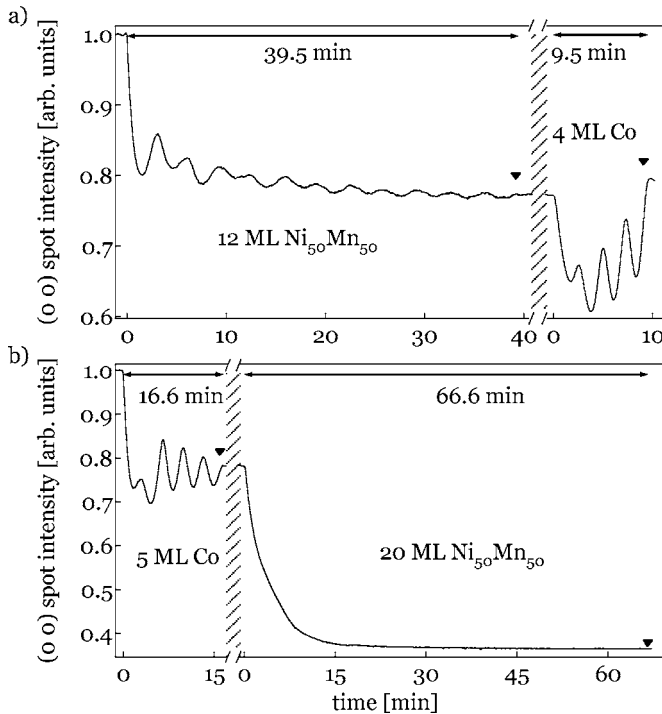 a)
1.0
0.9
0.8
0.7
0.6
(0 0) spot intensity [arb. units]
39.5 min
9.5 min
4 ML Co
12 ML Ni₅₀Mn₅₀
0 10 20 30 40 0 10
b)
1.0
0.9
0.8
0.7
0.6
0.5
0.4
(0 0) spot intensity [arb. units]
16.6 min
66.6 min
5 ML Co
20 ML Ni₅₀Mn₅₀
0 15 0 15 30 45 60
time [min]